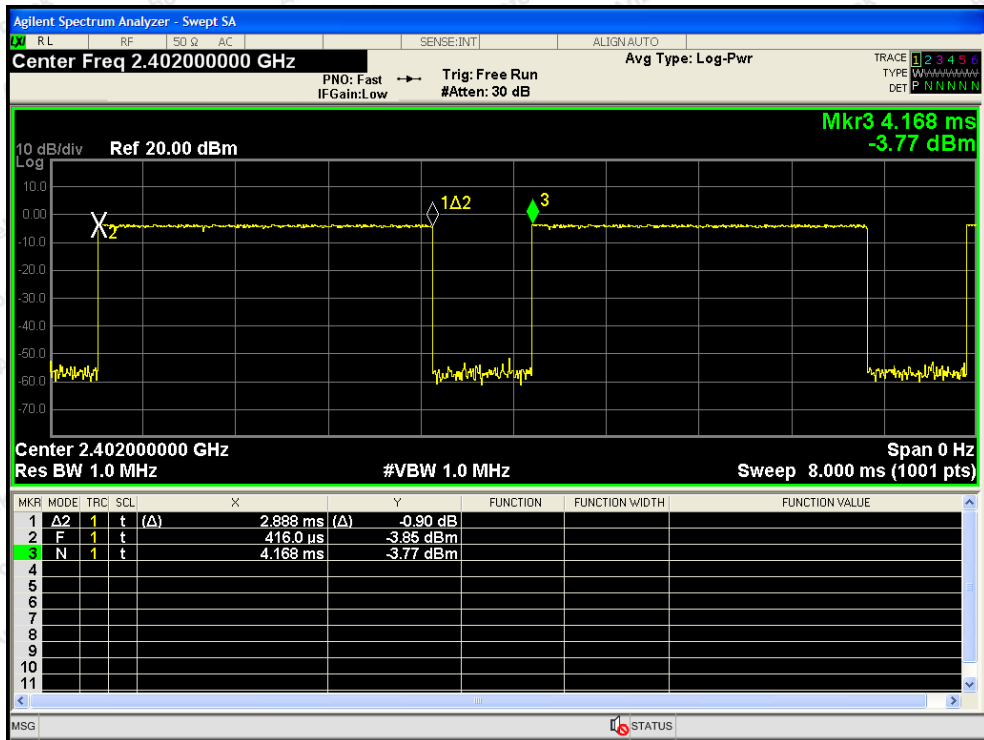 Agilent Spectrum Analyzer - Swept SA
LXI RL RF 50 Ω AC SENSE:INT ALIGN AUTO
Center Freq 2.402000000 GHz Avg Type: Log-Pwr TRACE 1 2 3 4 5 6
PNO: Fast Trig: Free Run TYPE WWWWWW
IFGain:Low #Atten: 30 dB DET P N N N N N
Mkr3 4.168 ms
10 dB/div Ref 20.00 dBm -3.77 dBm
Log
10.0
0.00
-10.0
-20.0
-30.0
-40.0
-50.0
-60.0
-70.0
X2
1Δ2
3
Center 2.402000000 GHz Span 0 Hz
Res BW 1.0 MHz #VBW 1.0 MHz Sweep 8.000 ms (1001 pts)
MKR MODE TRC SCL X Y FUNCTION FUNCTION WIDTH FUNCTION VALUE
1 Δ2 1 t (Δ) 2.888 ms (Δ) -0.90 dB
2 F 1 t 416.0 µs -3.85 dBm
3 N 1 t 4.168 ms -3.77 dBm
4
5
6
7
8
9
10
11
MSG STATUS